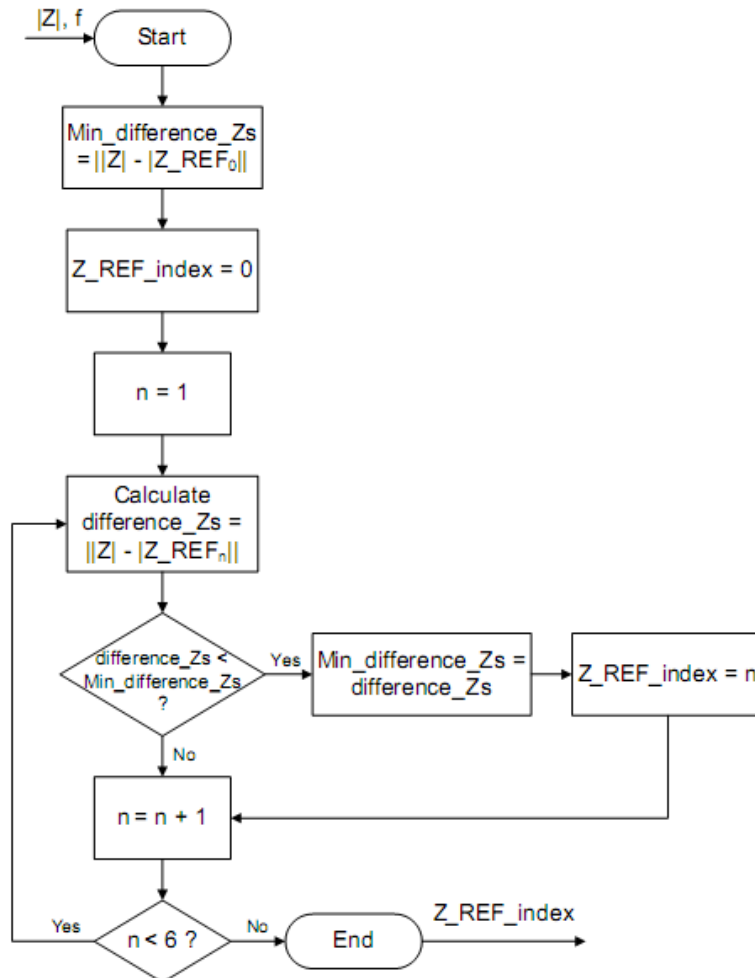 |Z|, f
Start
Min_difference_Zs
= ||Z| - |Z_REF₀||
Z_REF_index = 0
n = 1
Calculate
difference_Zs =
||Z| - |Z_REFₙ||
difference_Zs <
Min_difference_Zs
?
Yes
Min_difference_Zs =
difference_Zs
Z_REF_index = n
No
n = n + 1
n < 6 ?
Yes
No
End
Z_REF_index